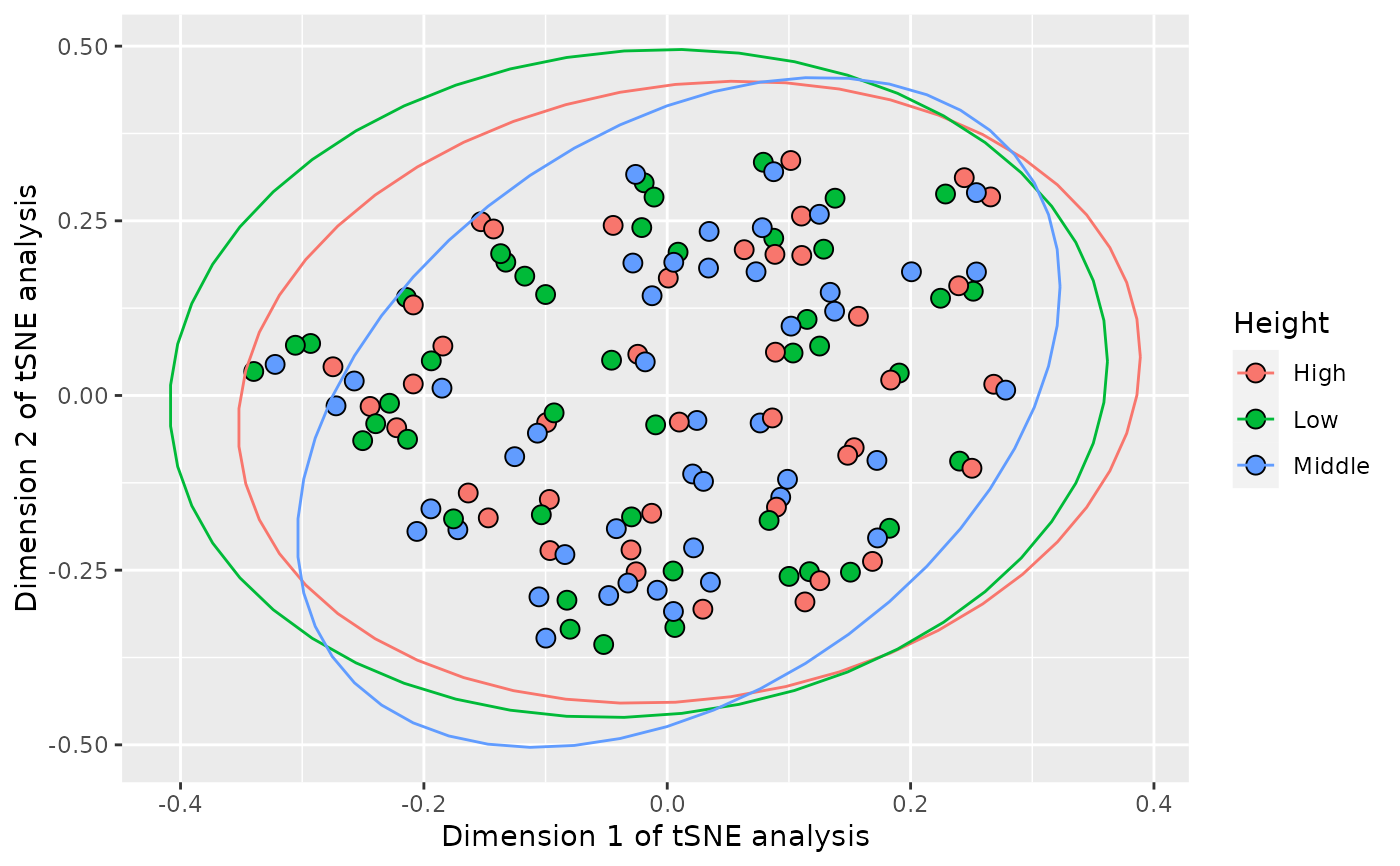 0.50
0.25
0.00
-0.25
-0.50
Dimension 2 of tSNE analysis
-0.4
-0.2
0.0
0.2
0.4
Dimension 1 of tSNE analysis
Height
High
Low
Middle